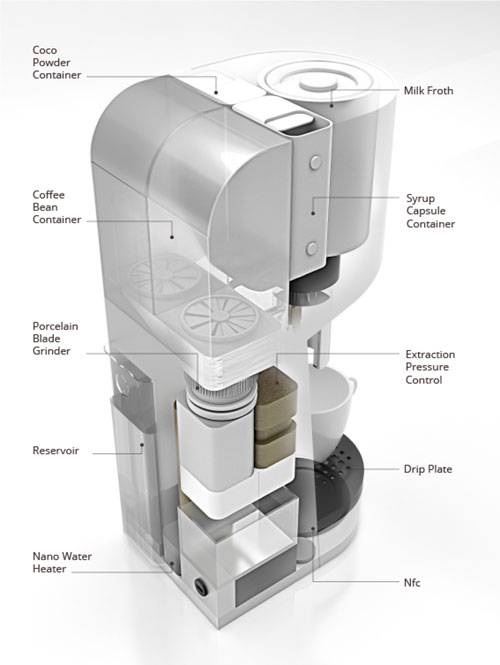 Coco
Powder
Container
Milk Froth
Coffee
Bean
Container
Syrup
Capsule
Container
Porcelain
Blade
Grinder
Extraction
Pressure
Control
Reservoir
Drip Plate
Nano Water
Heater
Nfc